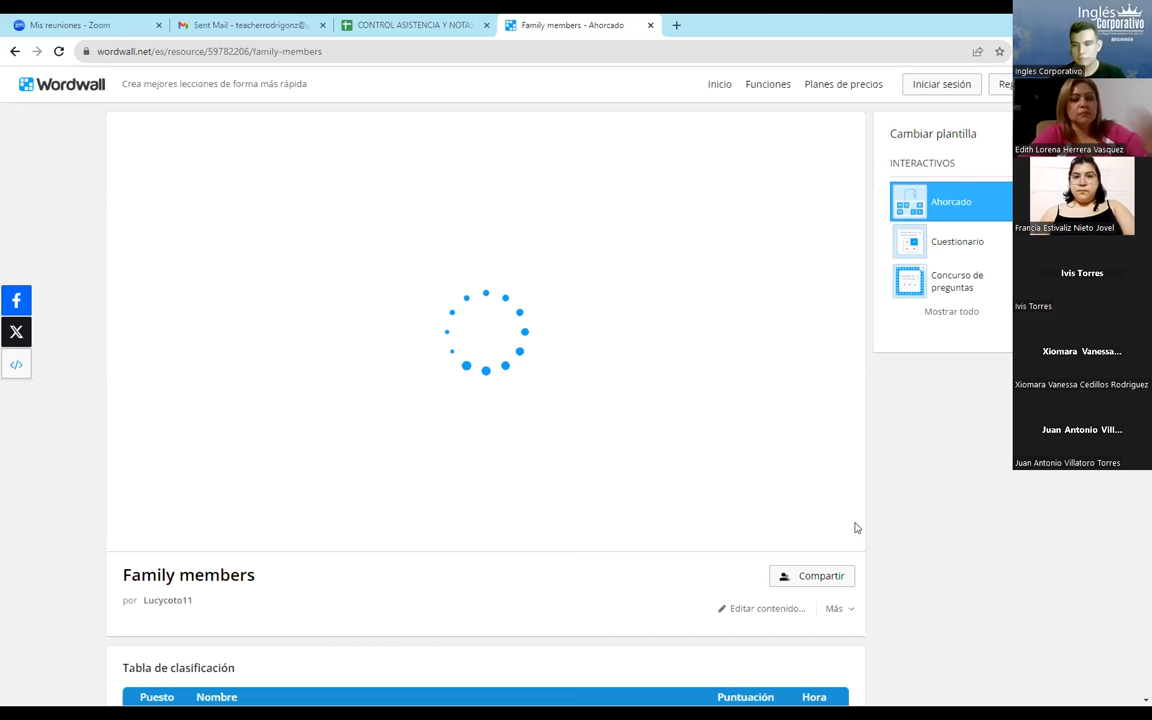 Mis reuniones - Zoom
Sent Mail - teacherrodrigonz@g
CONTROL ASISTENCIA Y NOTAS
Family members - Ahorcado
wordwall.net/es/resource/59782206/family-members
Wordwall
Crea mejores lecciones de forma más rápida
Inicio
Funciones
Planes de precios
Iniciar sesión
Reg
Cambiar plantilla
INTERACTIVOS
Ahorcado
Cuestionario
Concurso de
preguntas
Mostrar todo
Family members
por Lucycoto11
Compartir
Editar contenido...
Más
Tabla de clasificación
Puesto
Nombre
Puntuación
Hora
Inglés
Corporativo
BEGINNER
Ingles Corporativo
Edith Lorena Herrera Vasquez
Francia Estivaliz Nieto Jovel
Ivis Torres
Ivis Torres
Xiomara Vanessa...
Xiomara Vanessa Cedillos Rodriguez
Juan Antonio Vill...
Juan Antonio Villatoro Torres